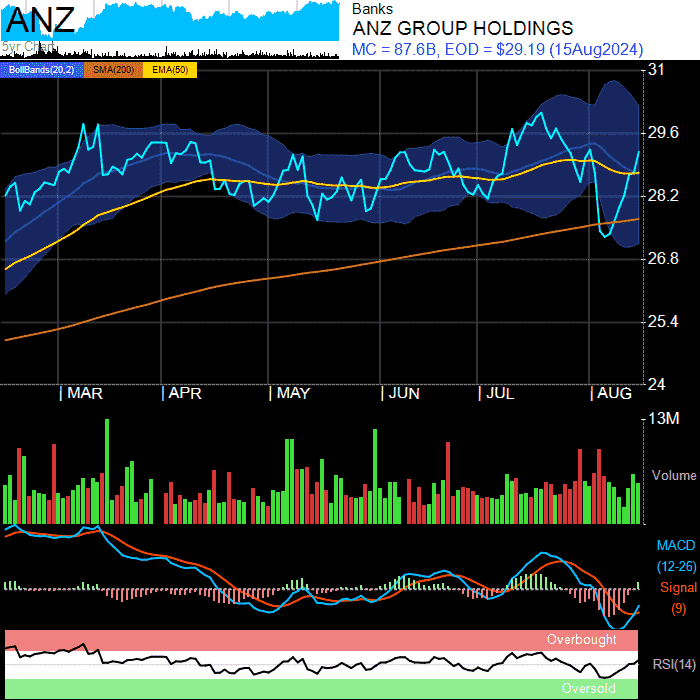 ANZ
5yr Chart
Banks
ANZ GROUP HOLDINGS
MC = 87.6B, EOD = $29.19 (15Aug2024)
BollBands(20,2) SMA(200) EMA(50)
31
29.6
28.2
26.8
25.4
24
| MAR | APR | MAY | JUN | JUL | AUG
13M
Volume
MACD
(12-26)
Signal
(9)
Overbought
RSI(14)
Oversold